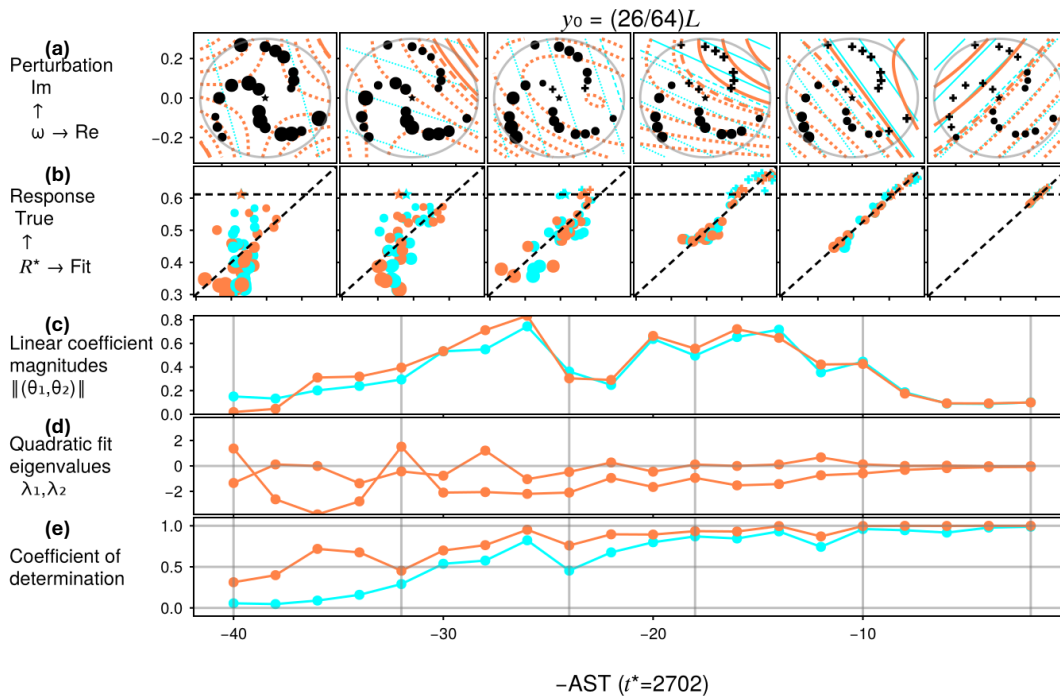 y₀ = (26/64)L
(a)
Perturbation
Im
↑
ω → Re
0.2
0.0
−0.2
(b)
Response
True
↑
R* → Fit
0.6
0.5
0.4
0.3
(c)
Linear coefficient
magnitudes
‖(θ₁,θ₂)‖
0.8
0.6
0.4
0.2
0.0
(d)
Quadratic fit
eigenvalues
λ₁,λ₂
2
0
−2
(e)
Coefficient of
determination
1.0
0.5
0.0
−40
−30
−20
−10
−AST (t*=2702)